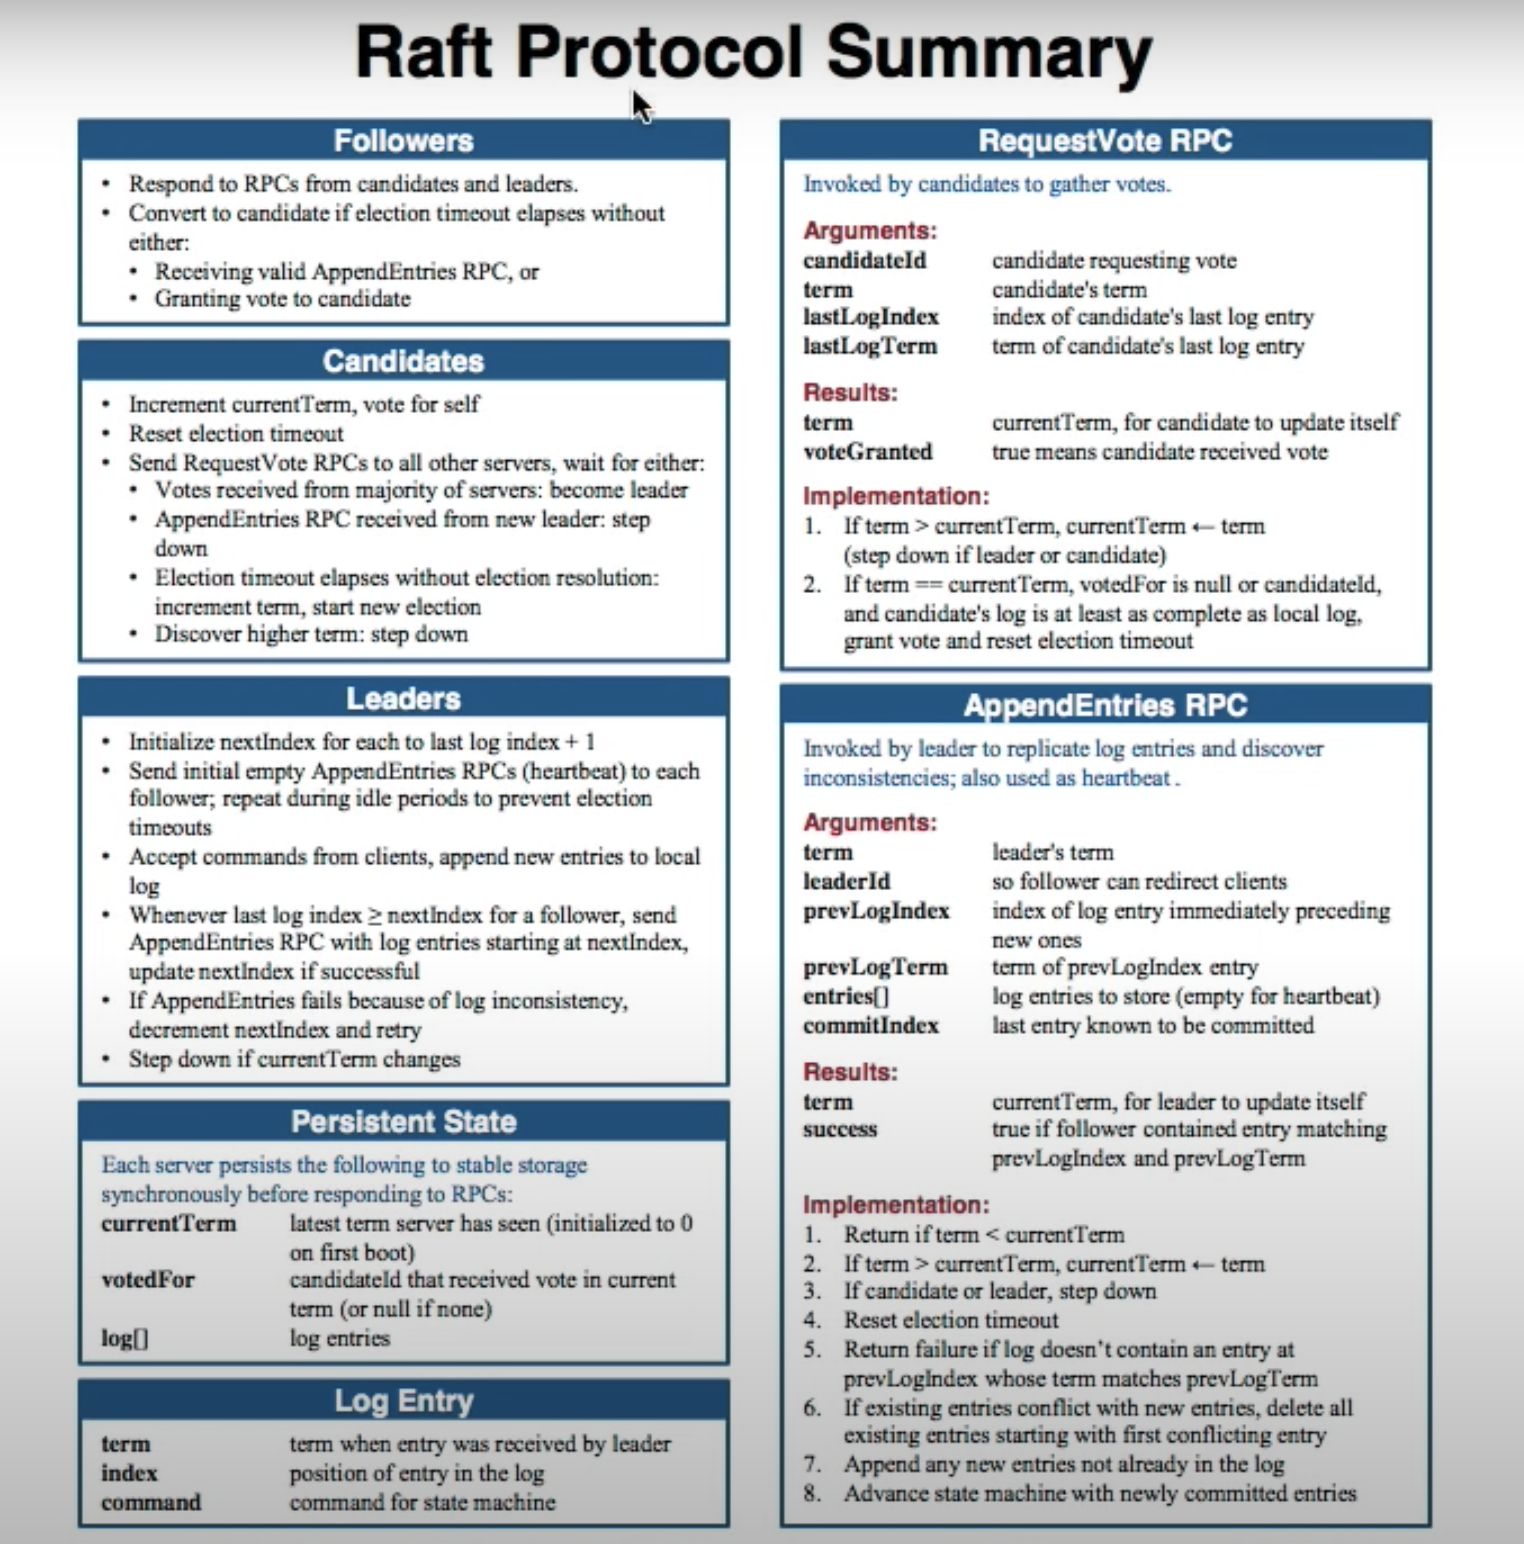 Raft Protocol Summary
Followers
• Respond to RPCs from candidates and leaders.
• Convert to candidate if election timeout elapses without
either:
• Receiving valid AppendEntries RPC, or
• Granting vote to candidate
Candidates
• Increment currentTerm, vote for self
• Reset election timeout
• Send RequestVote RPCs to all other servers, wait for either:
• Votes received from majority of servers: become leader
• AppendEntries RPC received from new leader: step
down
• Election timeout elapses without election resolution:
increment term, start new election
• Discover higher term: step down
Leaders
• Initialize nextIndex for each to last log index + 1
• Send initial empty AppendEntries RPCs (heartbeat) to each
follower; repeat during idle periods to prevent election
timeouts
• Accept commands from clients, append new entries to local
log
• Whenever last log index ≥ nextIndex for a follower, send
AppendEntries RPC with log entries starting at nextIndex,
update nextIndex if successful
• If AppendEntries fails because of log inconsistency,
decrement nextIndex and retry
• Step down if currentTerm changes
Persistent State
Each server persists the following to stable storage
synchronously before responding to RPCs:
currentTerm latest term server has seen (initialized to 0
on first boot)
votedFor candidateId that received vote in current
term (or null if none)
log[] log entries
Log Entry
term term when entry was received by leader
index position of entry in the log
command command for state machine
RequestVote RPC
Invoked by candidates to gather votes.
Arguments:
candidateId candidate requesting vote
term candidate's term
lastLogIndex index of candidate's last log entry
lastLogTerm term of candidate's last log entry
Results:
term currentTerm, for candidate to update itself
voteGranted true means candidate received vote
Implementation:
1. If term > currentTerm, currentTerm ← term
(step down if leader or candidate)
2. If term == currentTerm, votedFor is null or candidateId,
and candidate's log is at least as complete as local log,
grant vote and reset election timeout
AppendEntries RPC
Invoked by leader to replicate log entries and discover
inconsistencies; also used as heartbeat .
Arguments:
term leader's term
leaderId so follower can redirect clients
prevLogIndex index of log entry immediately preceding
new ones
prevLogTerm term of prevLogIndex entry
entries[] log entries to store (empty for heartbeat)
commitIndex last entry known to be committed
Results:
term currentTerm, for leader to update itself
success true if follower contained entry matching
prevLogIndex and prevLogTerm
Implementation:
1. Return if term < currentTerm
2. If term > currentTerm, currentTerm ← term
3. If candidate or leader, step down
4. Reset election timeout
5. Return failure if log doesn’t contain an entry at
prevLogIndex whose term matches prevLogTerm
6. If existing entries conflict with new entries, delete all
existing entries starting with first conflicting entry
7. Append any new entries not already in the log
8. Advance state machine with newly committed entries